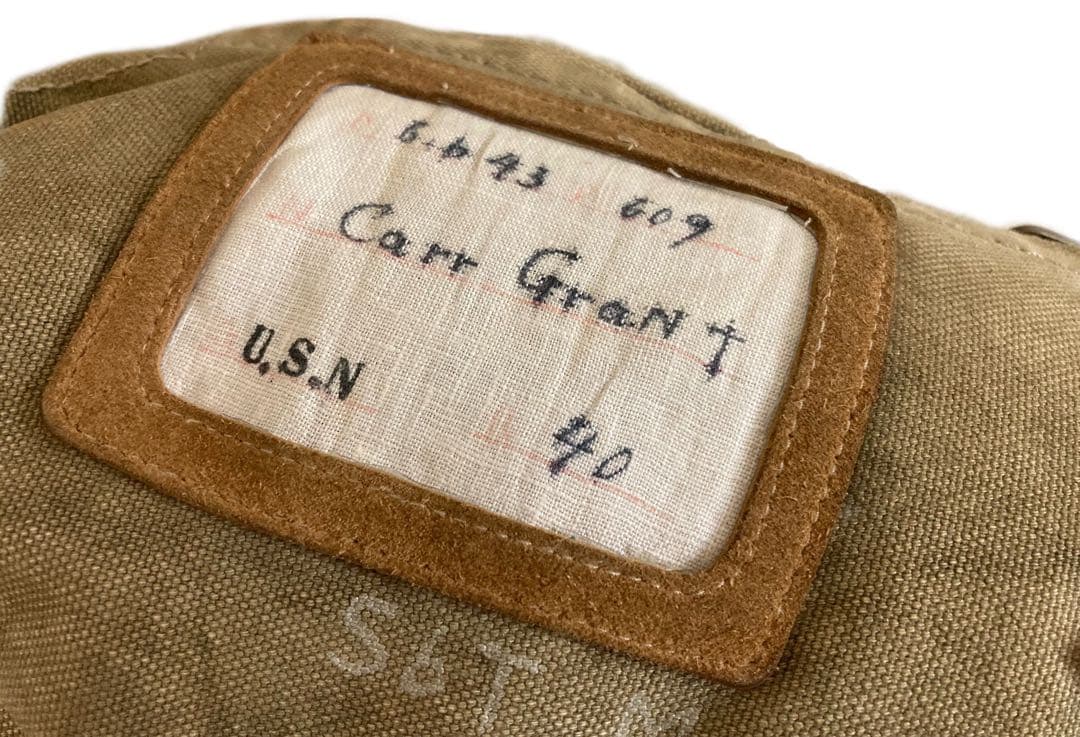 6.6 43 609
Carr GraNT
U.S.N
40
S&T M